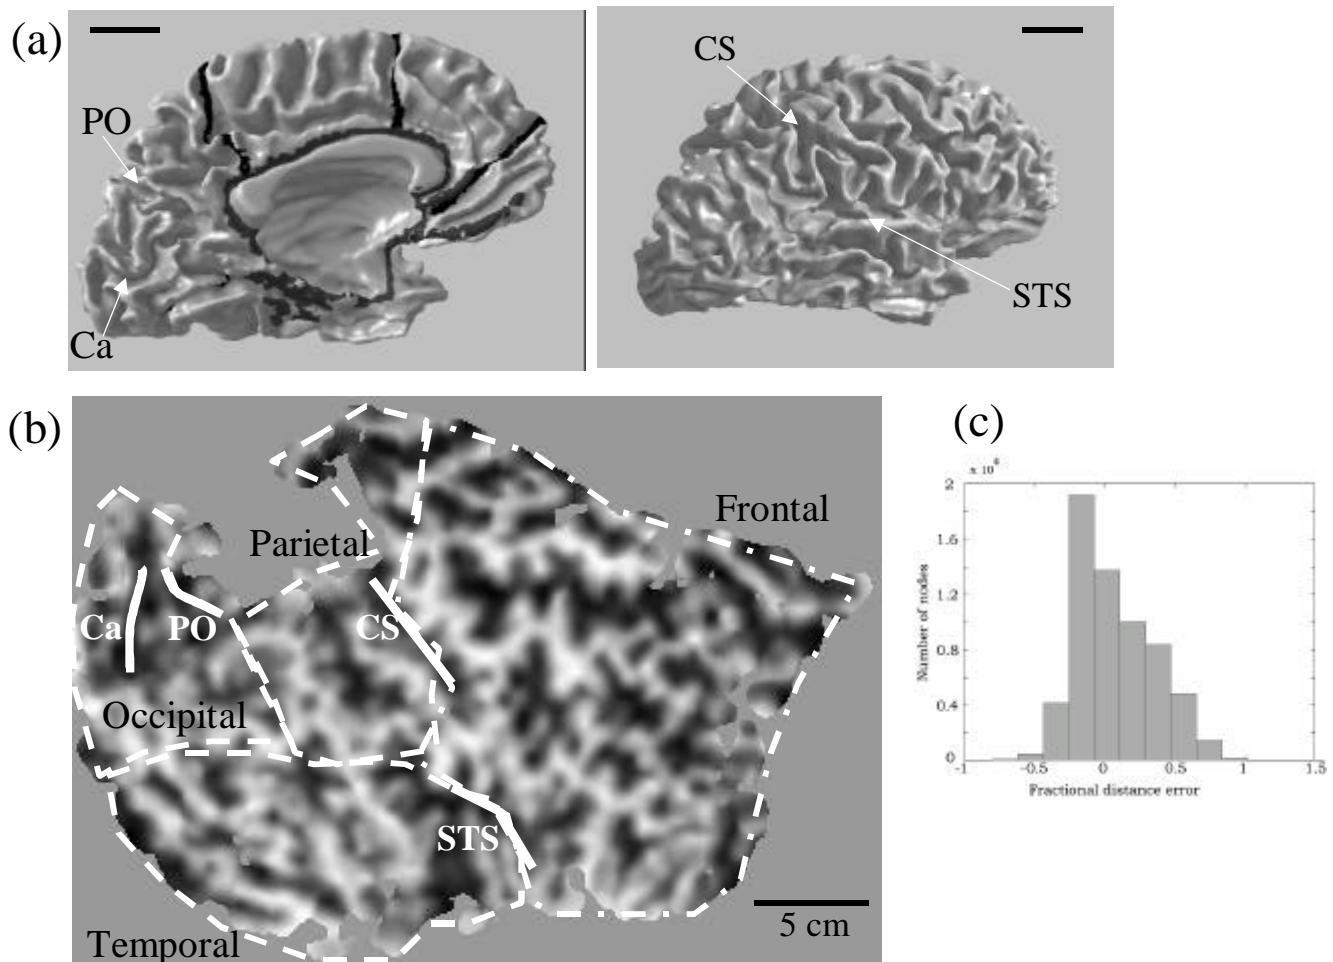 (a)
PO
Ca
CS
STS
(b)
Parietal
Frontal
Ca
PO
CS
Occipital
STS
Temporal
5 cm
(c)
x 10^4
2
1.6
1.2
0.8
0.4
0
-1
-0.5
0
0.5
1
1.5
Number of nodes
Fractional distance error